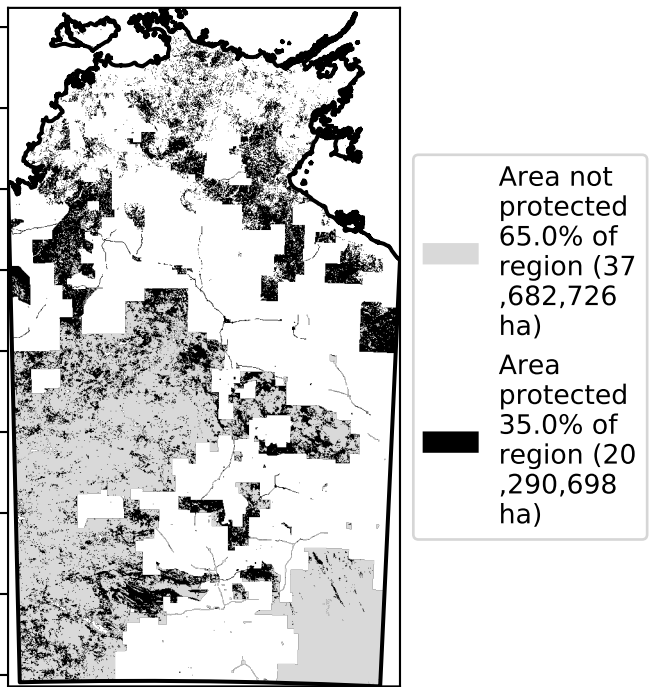 Area not
protected
65.0% of
region (37
,682,726
ha)
Area
protected
35.0% of
region (20
,290,698
ha)